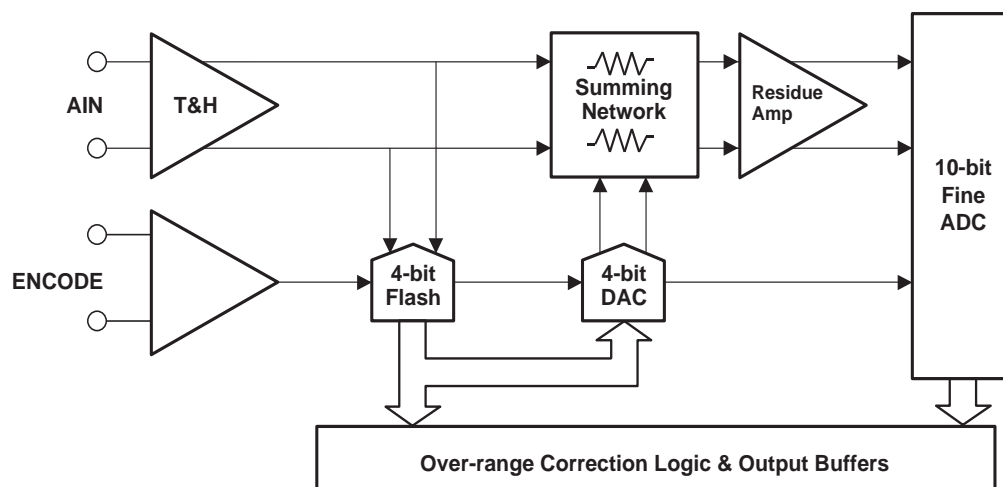 AIN
T&H
Summing
Network
Residue
Amp
10-bit
Fine
ADC
ENCODE
4-bit
Flash
4-bit
DAC
Over-range Correction Logic & Output Buffers